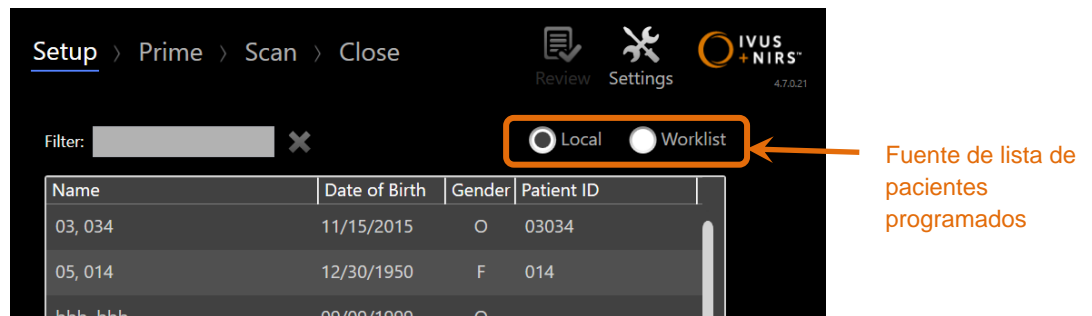 Setup > Prime > Scan > Close
Review Settings
IVUS
+NIRS™
4.7.0.21
Filter:
Local Worklist
Fuente de lista de
pacientes
programados
Name Date of Birth Gender Patient ID
03, 034 11/15/2015 O 03034
05, 014 12/30/1950 F 014